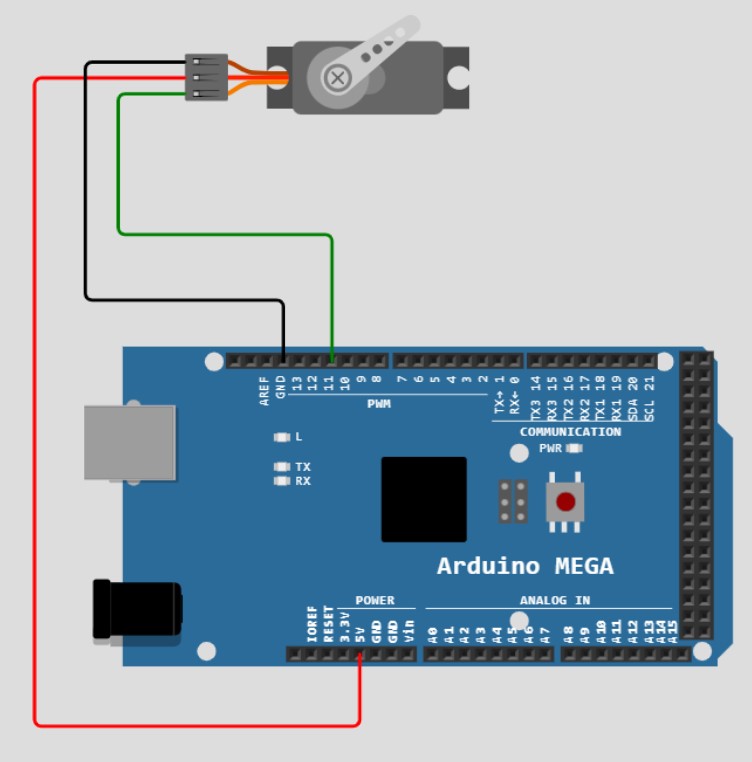 AREF
GND
13
12
11
10
9
8
7
6
5
4
3
2
TX→ 1
RX← 0
TX3 14
RX3 15
TX2 16
RX2 17
TX1 18
RX1 19
SDA 20
SCL 21
PWM
COMMUNICATION
PWR
L
TX
RX
Arduino MEGA
POWER
ANALOG IN
IOREF
RESET
3.3V
5V
GND
GND
Vin
A0
A1
A2
A3
A4
A5
A6
A7
A8
A9
A10
A11
A12
A13
A14
A15